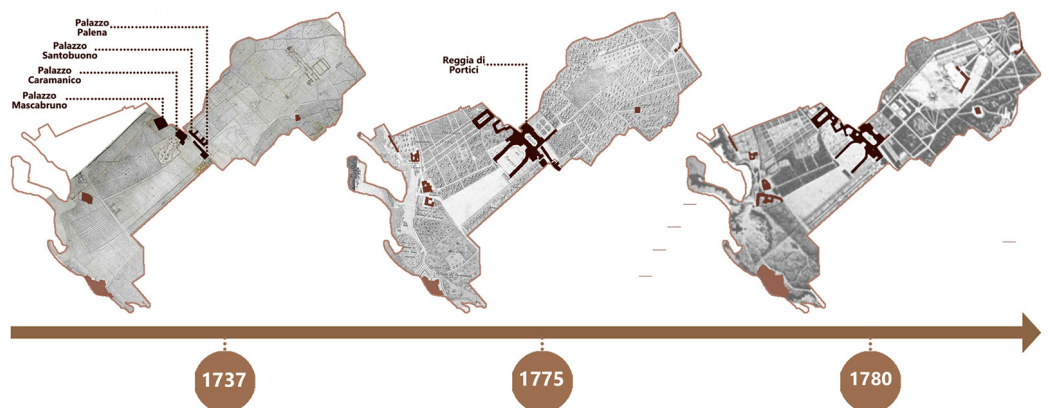 Palazzo
Palena
Palazzo
Santobuono
Palazzo
Caramanico
Palazzo
Mascabruno
Reggia di
Portici
1737
1775
1780